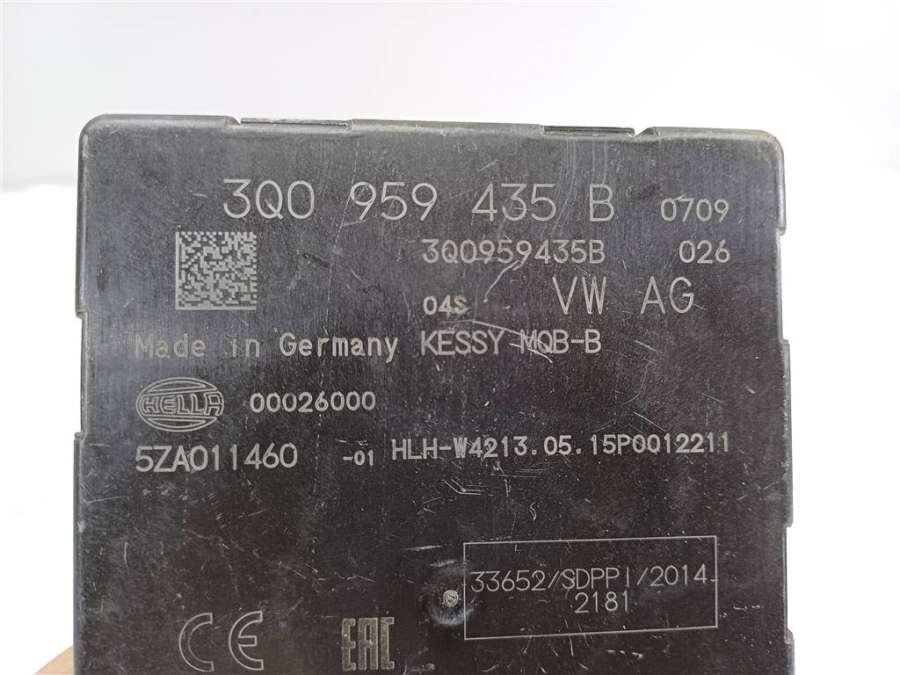 3Q0 959 435 B 0709
3Q0959435B 026
04S VW AG
Made in Germany KESSY MQB-B
HELLA 00026000
5ZA011460 -01 HLH-W4213.05.15P0012211
33652/SDPPI/2014
2181
CE EAC